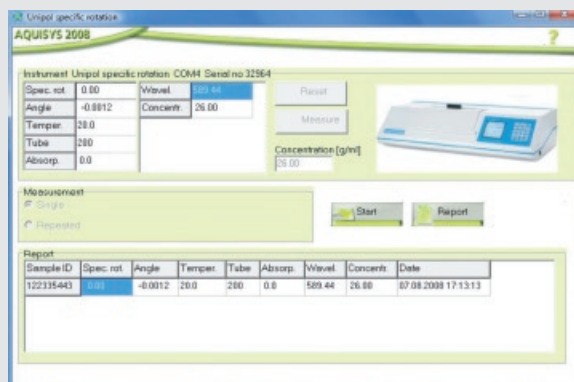 Unipol specific rotation
AQUISYS 2008
?
Instrument Unipol specific rotation COM4 Serial no 32964
Spec. rot. 0.00 Wavel. 589.44
Angle -0.0012 Concentr. 26.00
Temper. 20.0
Tube 200
Absorp. 0.0
Reset
Measure
Concentration [g/ml]
26.00
Measurement
Single
Repeated
Start
Report
Report
Sample ID Spec. rot. Angle Temper. Tube Absorp. Wavel. Concentr. Date
122335443 0.00 -0.0012 20.0 200 0.0 589.44 26.00 07.08.2008 17:13:13